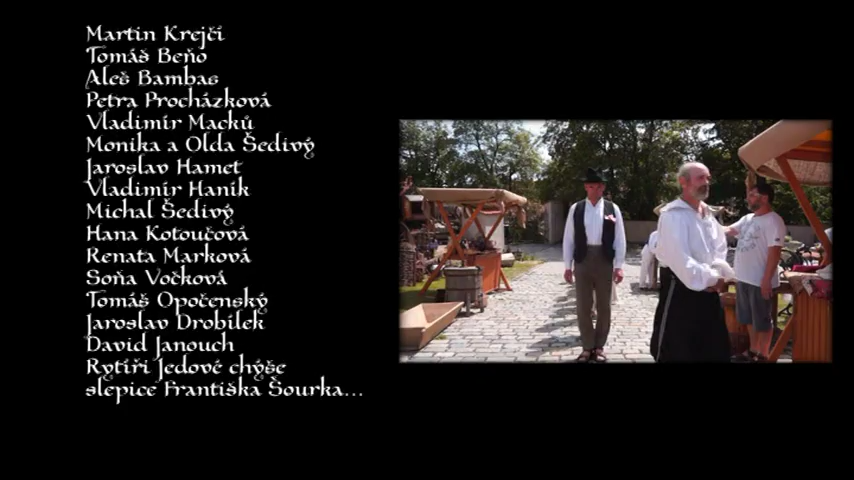 Martin Krejčí
Tomáš Beňo
Aleš Bambas
Petra Procházková
Vladimír Macků
Monika a Olda Šedivý
Jaroslav Hamet
Vladimír Haník
Michal Šedivý
Hana Kotoučová
Renata Marková
Soňa Vočková
Tomáš Opočenský
Jaroslav Drobílek
David Janouch
Rytíři Jedové chýše
slepice Františka Šourka...